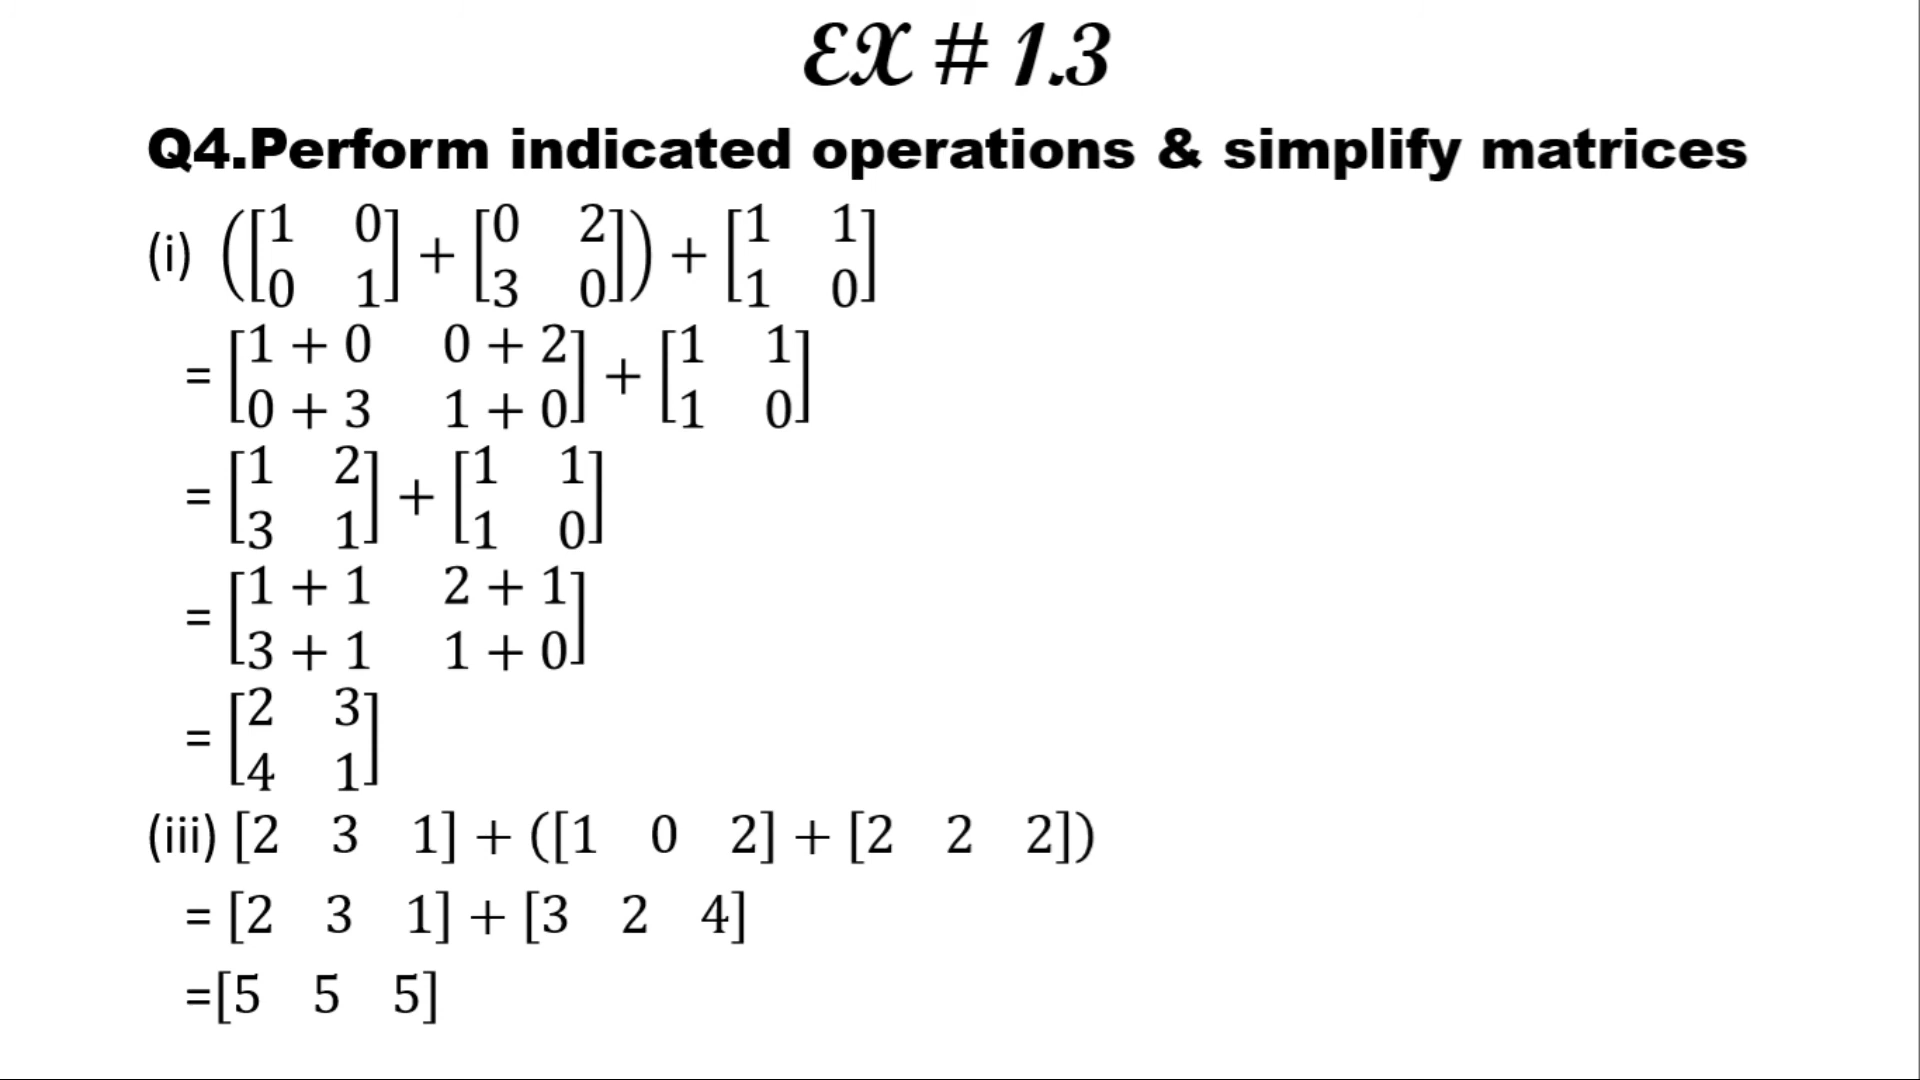 EX # 1.3
Q4.Perform indicated operations & simplify matrices
(i) ([1 0; 0 1] + [0 2; 3 0]) + [1 1; 1 0]
= [1 + 0 0 + 2; 0 + 3 1 + 0] + [1 1; 1 0]
= [1 2; 3 1] + [1 1; 1 0]
= [1 + 1 2 + 1; 3 + 1 1 + 0]
= [2 3; 4 1]
(iii) [2 3 1] + ([1 0 2] + [2 2 2])
= [2 3 1] + [3 2 4]
=[5 5 5]